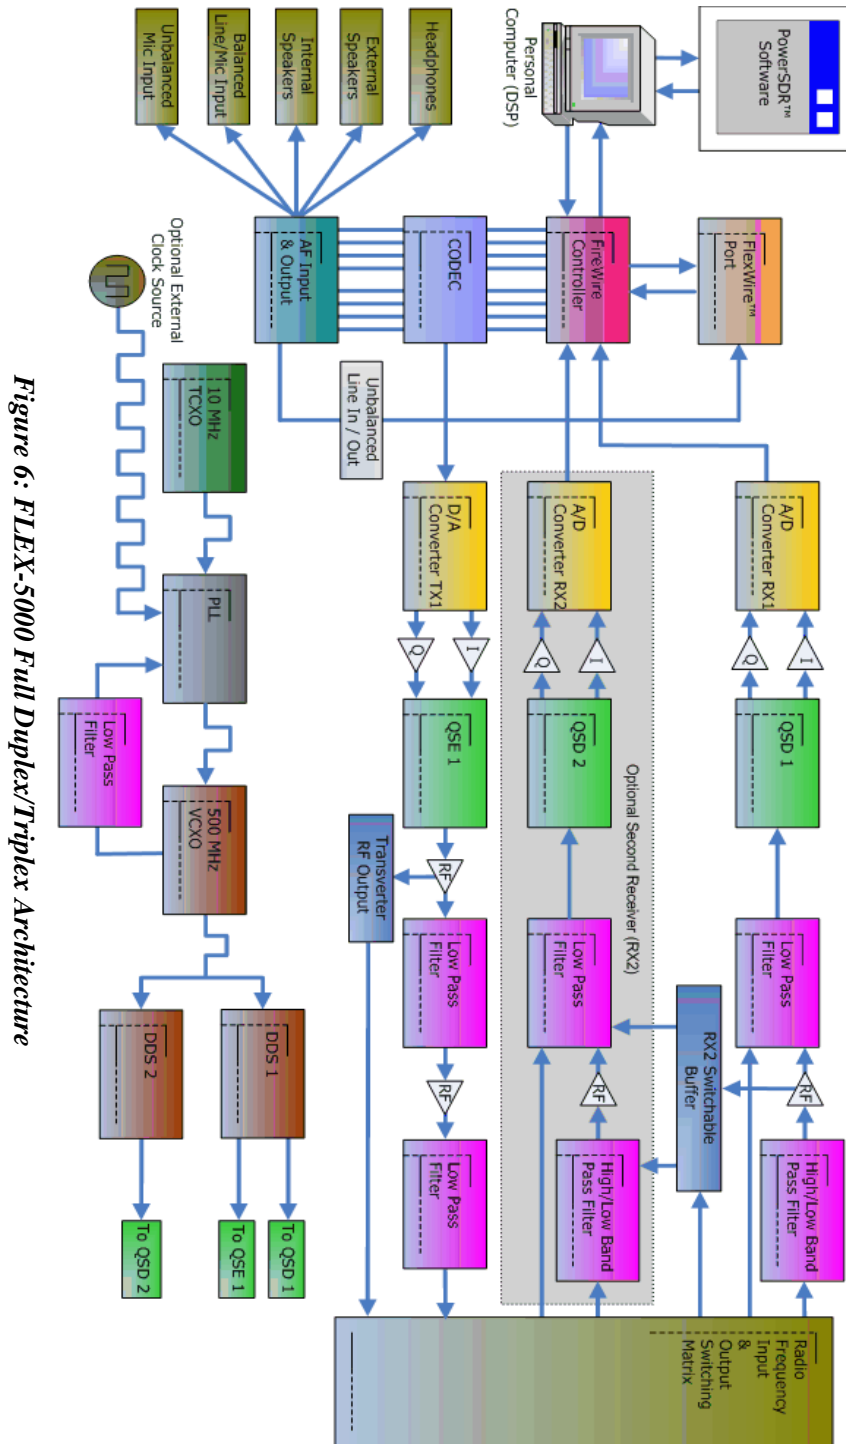 PowerSDR™
Software
Personal
Computer (DSP)
Headphones
External
Speakers
Internal
Speakers
Balanced
Line/Mic Input
Unbalanced
Mic Input
FlexWire™
Port
FireWire
Controller
CODEC
AF Input
& Output
Optional External
Clock Source
Unbalanced
Line In / Out
10 MHz
TCXO
A/D
Converter RX1
A/D
Converter RX2
D/A
Converter TX1
PLL
I
Q
I
Q
I
Q
Low Pass
Filter
QSD 1
QSD 2
QSE 1
500 MHz
VCXO
Optional Second Receiver (RX2)
Transverter
RF Output
RF
Low Pass
Filter
Low Pass
Filter
Low Pass
Filter
RX2 Switchable
Buffer
RF
RF
RF
DDS 1
DDS 2
High/Low Band
Pass Filter
High/Low Band
Pass Filter
Low Pass
Filter
To QSD 1
To QSE 1
To QSD 2
Radio
Frequency
Input
&
Output
Switching
Matrix
Figure 6: FLEX-5000 Full Duplex/Triplex Architecture